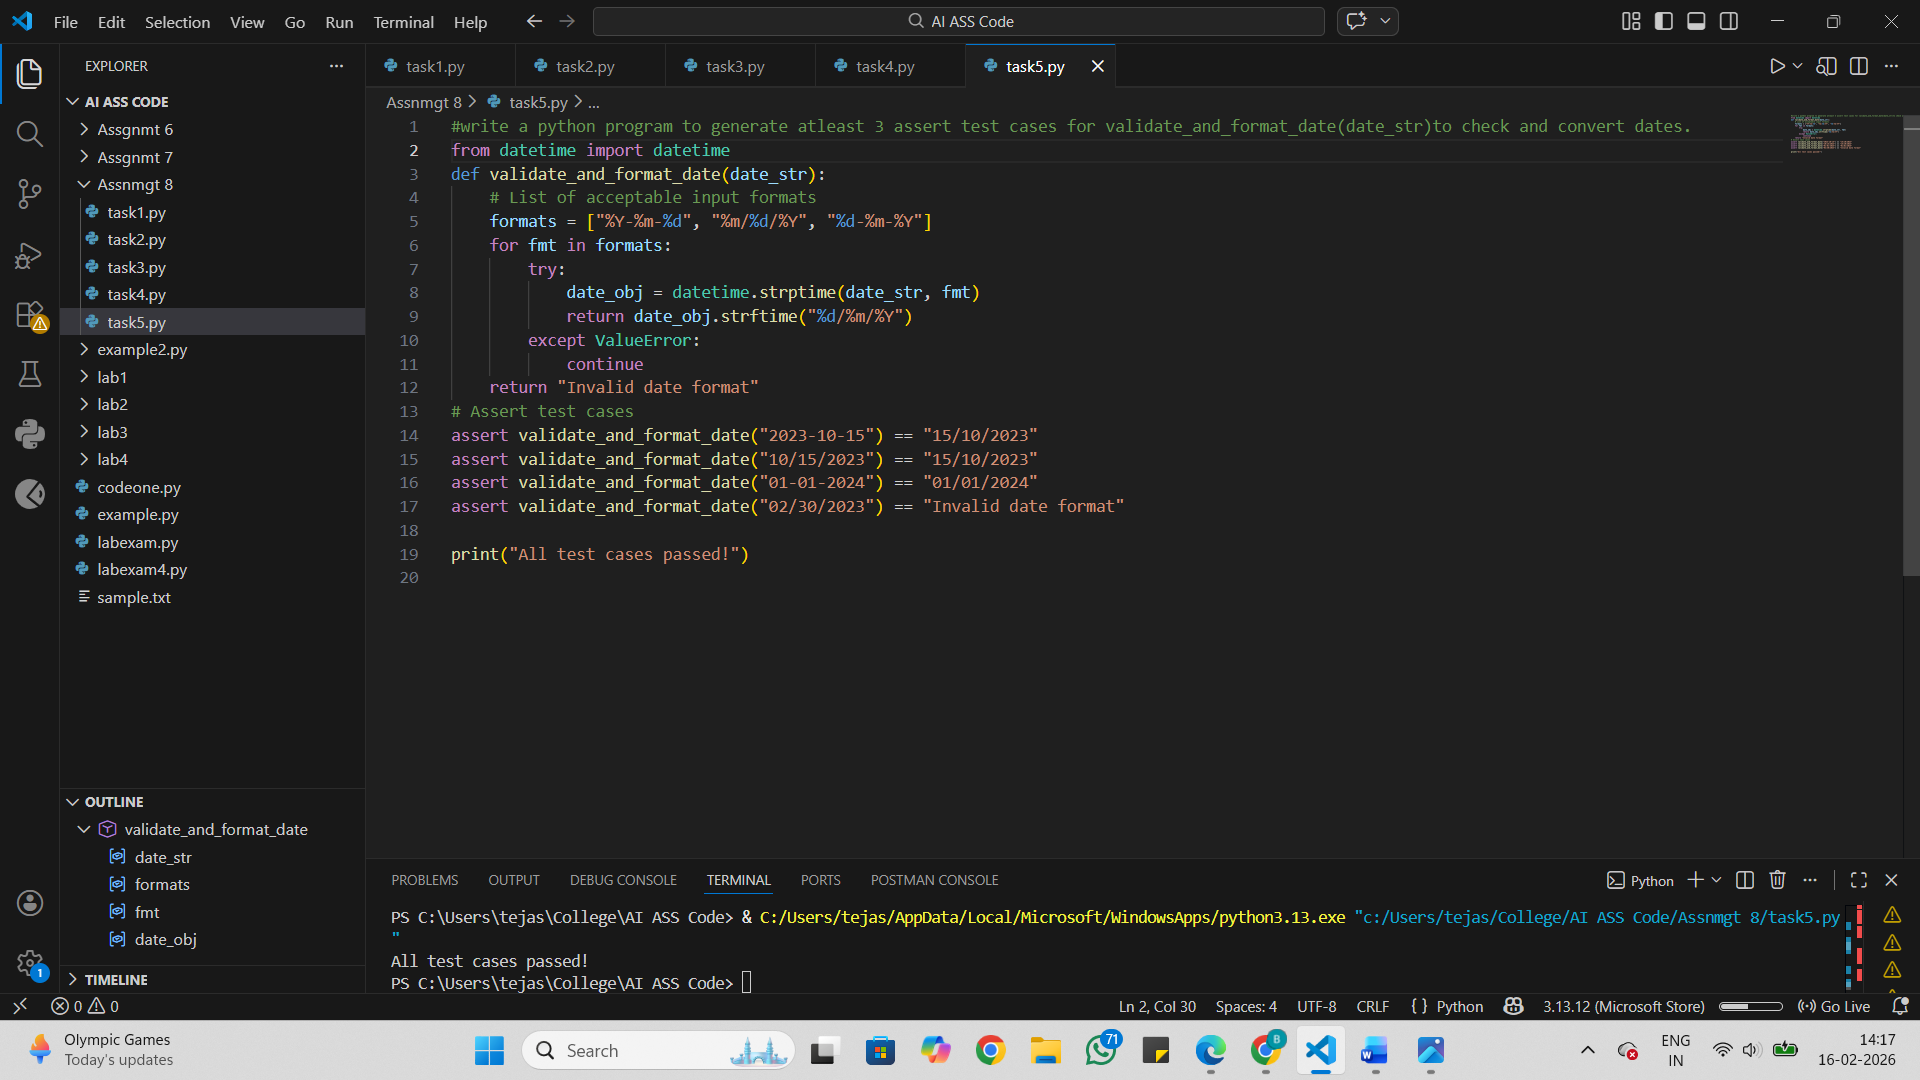 File Edit Selection View Go Run Terminal Help
AI ASS Code
EXPLORER
AI ASS CODE
Assgnmt 6
Assgnmt 7
Assnmgt 8
task1.py
task2.py
task3.py
task4.py
task5.py
example2.py
lab1
lab2
lab3
lab4
codeone.py
example.py
labexam.py
labexam4.py
sample.txt
OUTLINE
validate_and_format_date
date_str
formats
fmt
date_obj
TIMELINE
task1.py task2.py task3.py task4.py task5.py
Assnmgt 8 > task5.py > ...
1 #write a python program to generate atleast 3 assert test cases for validate_and_format_date(date_str)to check and convert dates.
2 from datetime import datetime
3 def validate_and_format_date(date_str):
4 # List of acceptable input formats
5 formats = ["%Y-%m-%d", "%m/%d/%Y", "%d-%m-%Y"]
6 for fmt in formats:
7 try:
8 date_obj = datetime.strptime(date_str, fmt)
9 return date_obj.strftime("%d/%m/%Y")
10 except ValueError:
11 continue
12 return "Invalid date format"
13 # Assert test cases
14 assert validate_and_format_date("2023-10-15") == "15/10/2023"
15 assert validate_and_format_date("10/15/2023") == "15/10/2023"
16 assert validate_and_format_date("01-01-2024") == "01/01/2024"
17 assert validate_and_format_date("02/30/2023") == "Invalid date format"
18
19 print("All test cases passed!")
20
PROBLEMS OUTPUT DEBUG CONSOLE TERMINAL PORTS POSTMAN CONSOLE
Python
PS C:\Users\tejas\College\AI ASS Code> & C:/Users/tejas/AppData/Local/Microsoft/WindowsApps/python3.13.exe "c:/Users/tejas/College/AI ASS Code/Assnmgt 8/task5.py
"
All test cases passed!
PS C:\Users\tejas\College\AI ASS Code>
1
0 0
Ln 2, Col 30 Spaces: 4 UTF-8 CRLF { } Python 3.13.12 (Microsoft Store) Go Live
Olympic Games
Today's updates
Search
71
B
W
ENG
IN
14:17
16-02-2026